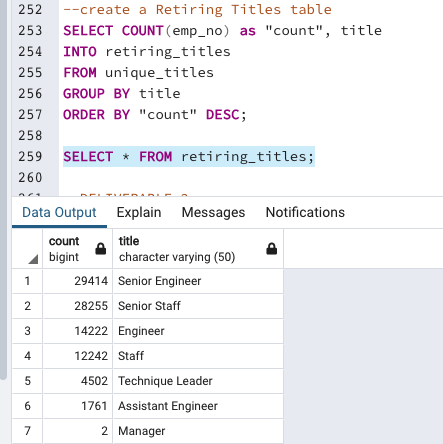 252 --create a Retiring Titles table
253 SELECT COUNT(emp_no) as "count", title
254 INTO retiring_titles
255 FROM unique_titles
256 GROUP BY title
257 ORDER BY "count" DESC;
258
259 SELECT * FROM retiring_titles;
260
261 --DELIVERABLE 2
Data Output Explain Messages Notifications
count title
bigint character varying (50)
1 29414 Senior Engineer
2 28255 Senior Staff
3 14222 Engineer
4 12242 Staff
5 4502 Technique Leader
6 1761 Assistant Engineer
7 2 Manager